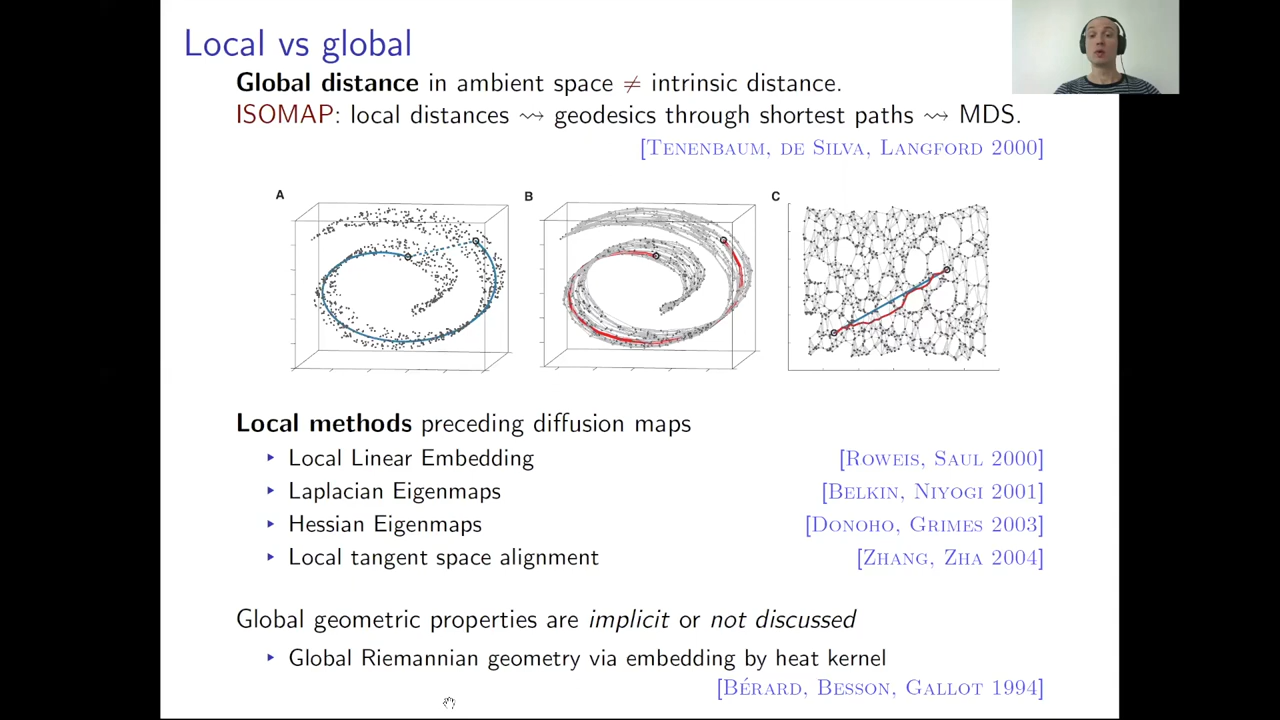 Local vs global
Global distance in ambient space ≠ intrinsic distance.
ISOMAP: local distances ⇝ geodesics through shortest paths ⇝ MDS.
[Tenenbaum, de Silva, Langford 2000]
A B C
Local methods preceding diffusion maps
‣ Local Linear Embedding [Roweis, Saul 2000]
‣ Laplacian Eigenmaps [Belkin, Niyogi 2001]
‣ Hessian Eigenmaps [Donoho, Grimes 2003]
‣ Local tangent space alignment [Zhang, Zha 2004]
Global geometric properties are implicit or not discussed
‣ Global Riemannian geometry via embedding by heat kernel
[Bérard, Besson, Gallot 1994]